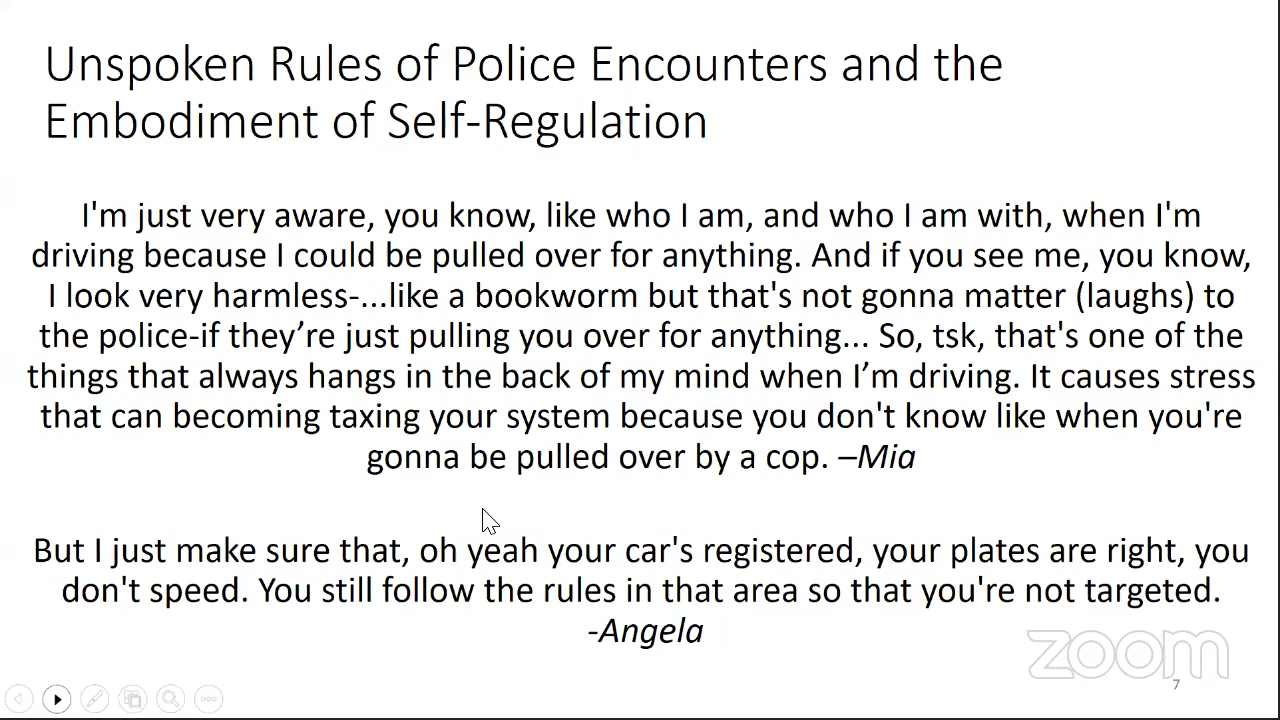 Unspoken Rules of Police Encounters and the
Embodiment of Self-Regulation
I'm just very aware, you know, like who I am, and who I am with, when I'm
driving because I could be pulled over for anything. And if you see me, you know,
I look very harmless-...like a bookworm but that's not gonna matter (laughs) to
the police-if they’re just pulling you over for anything... So, tsk, that's one of the
things that always hangs in the back of my mind when I’m driving. It causes stress
that can becoming taxing your system because you don't know like when you're
gonna be pulled over by a cop. –Mia
But I just make sure that, oh yeah your car's registered, your plates are right, you
don't speed. You still follow the rules in that area so that you're not targeted.
-Angela
zoom
7